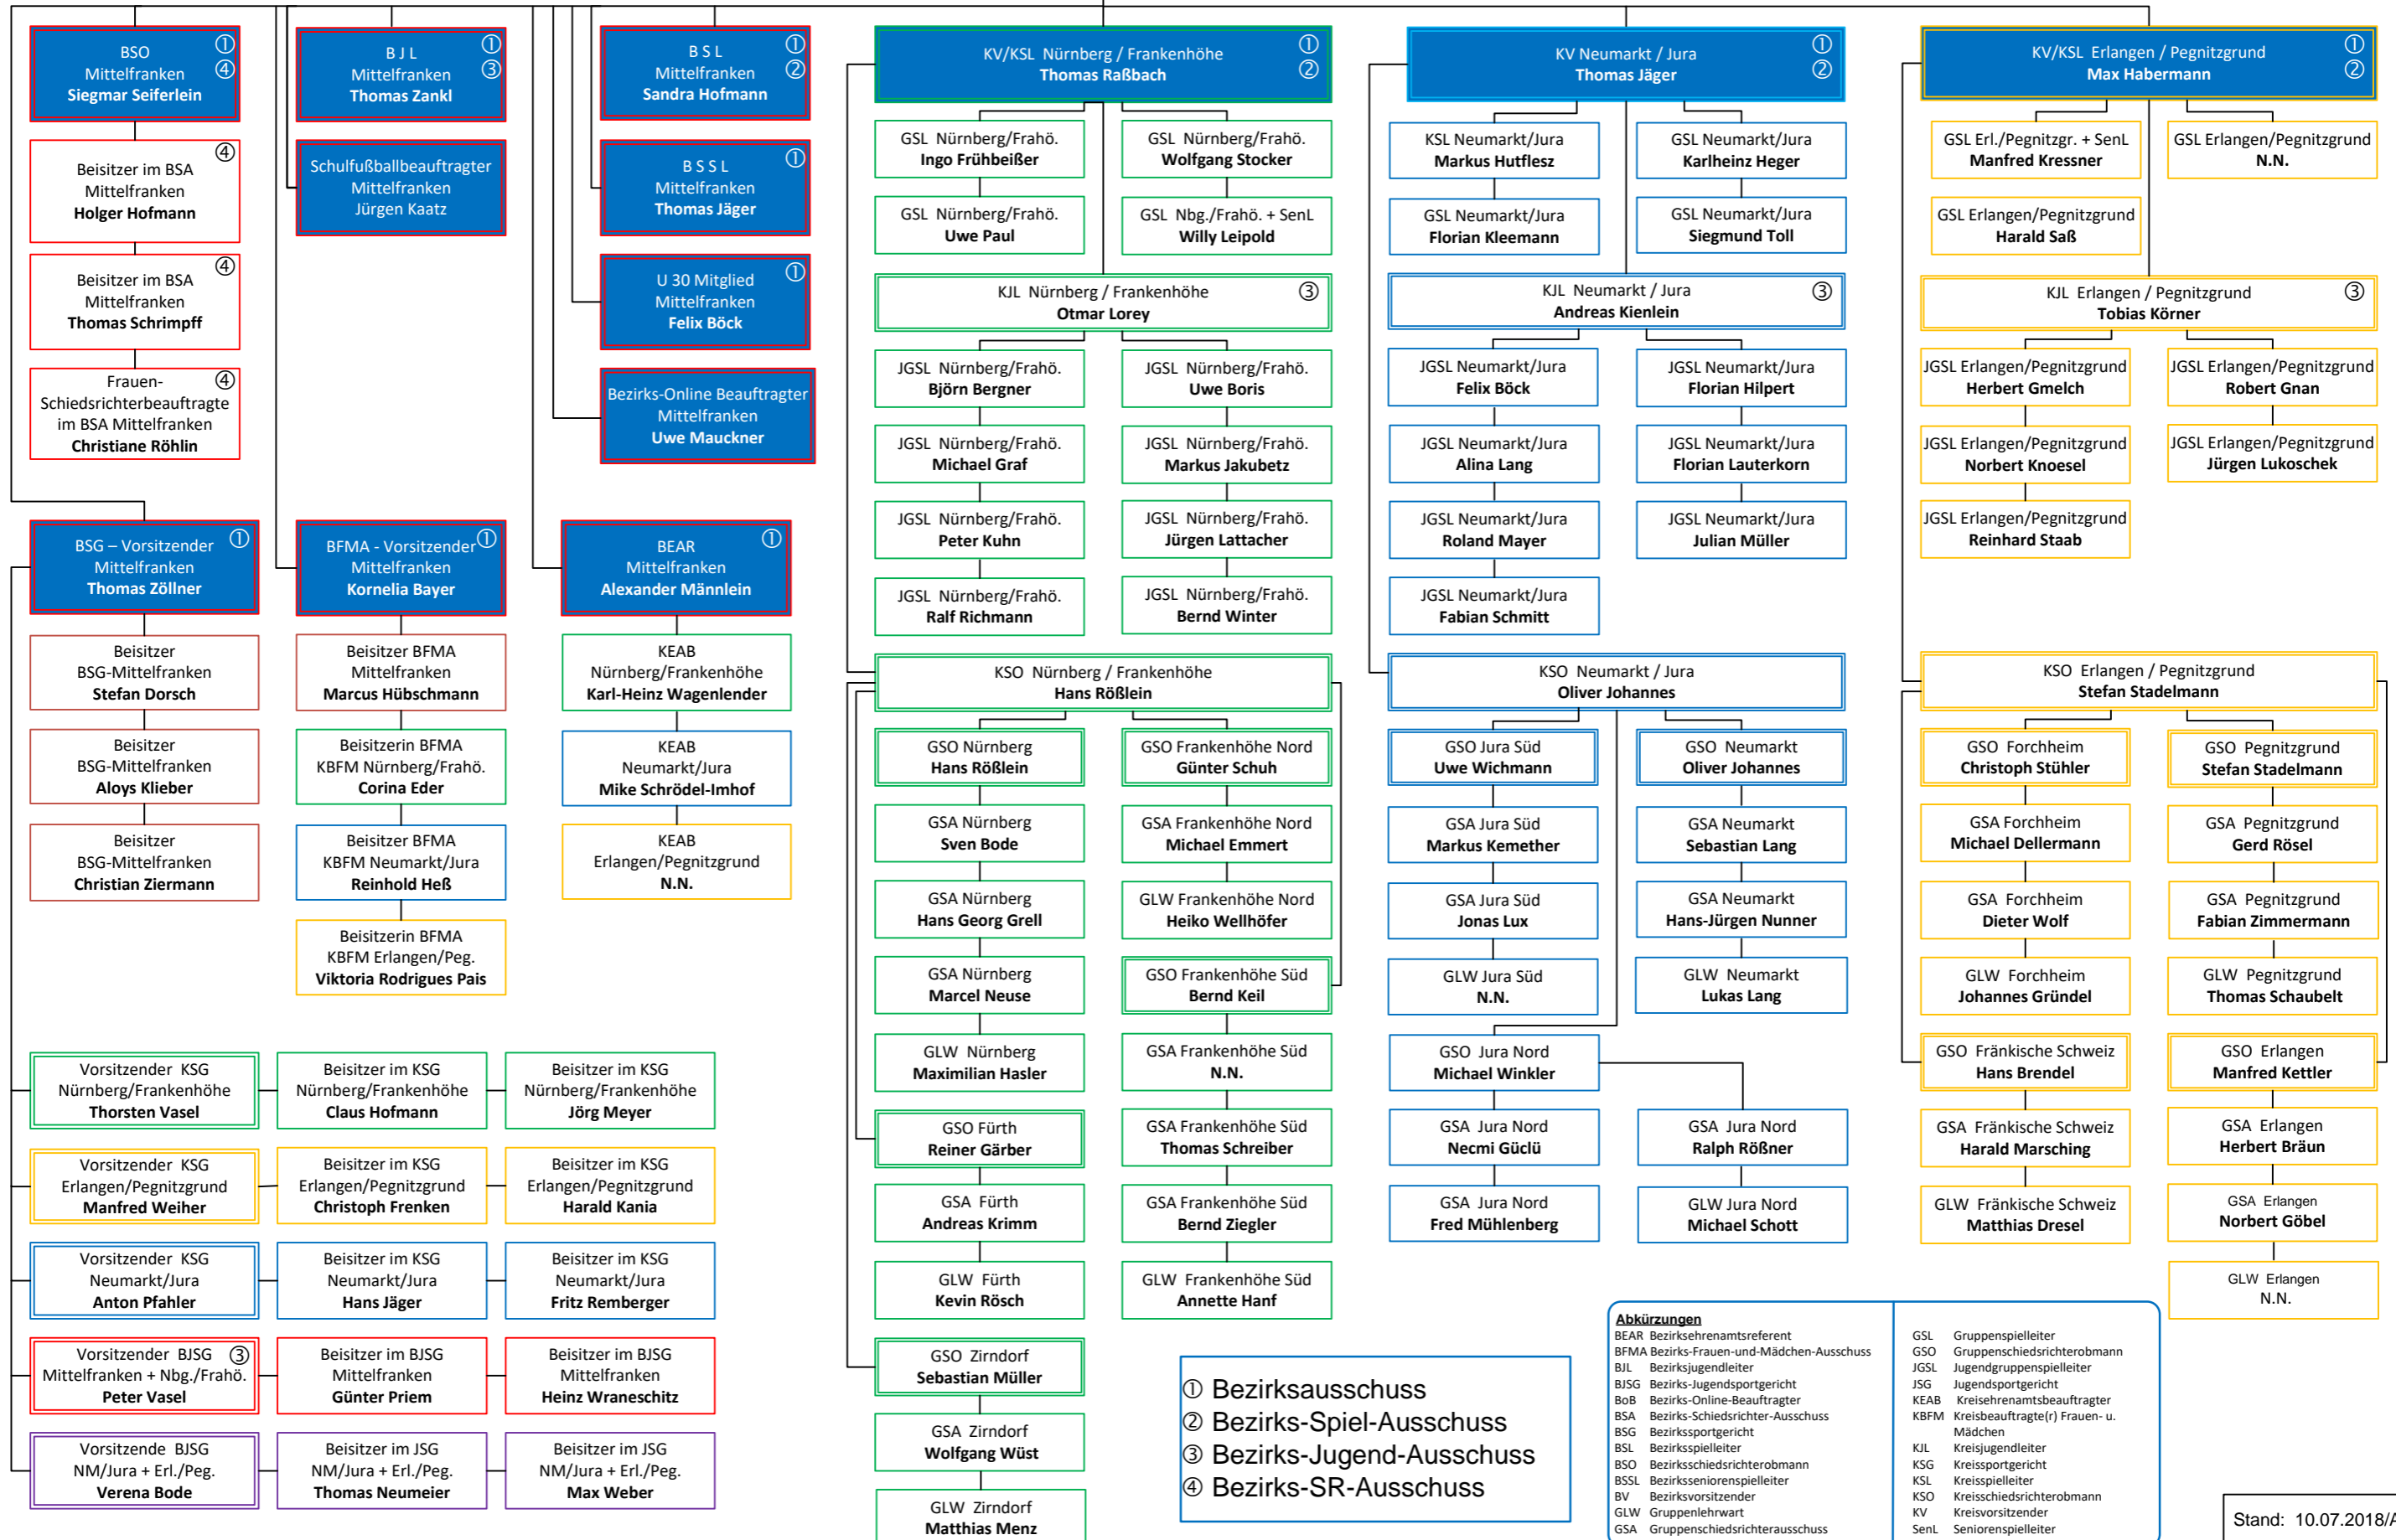 BSO ①
Mittelfranken ④
Siegmar Seiferlein
Beisitzer im BSA ④
Mittelfranken
Holger Hofmann
Beisitzer im BSA ④
Mittelfranken
Thomas Schrimpff
Frauen- ④
Schiedsrichterbeauftragte
im BSA Mittelfranken
Christiane Röhlin
B J L ①
Mittelfranken ③
Thomas Zankl
Schulfußballbeauftragter
Mittelfranken
Jürgen Kaatz
B S L ①
Mittelfranken ②
Sandra Hofmann
B S S L ①
Mittelfranken
Thomas Jäger
U 30 Mitglied ①
Mittelfranken
Felix Böck
Bezirks-Online Beauftragter
Mittelfranken
Uwe Mauckner
BSG – Vorsitzender ①
Mittelfranken
Thomas Zöllner
Beisitzer
BSG-Mittelfranken
Stefan Dorsch
Beisitzer
BSG-Mittelfranken
Aloys Klieber
Beisitzer
BSG-Mittelfranken
Christian Ziermann
BFMA - Vorsitzender ①
Mittelfranken
Kornelia Bayer
Beisitzer BFMA
Mittelfranken
Marcus Hübschmann
Beisitzerin BFMA
KBFM Nürnberg/Frahö.
Corina Eder
Beisitzer BFMA
KBFM Neumarkt/Jura
Reinhold Heß
Beisitzerin BFMA
KBFM Erlangen/Peg.
Viktoria Rodrigues Pais
BEAR ①
Mittelfranken
Alexander Männlein
KEAB
Nürnberg/Frankenhöhe
Karl-Heinz Wagenlender
KEAB
Neumarkt/Jura
Mike Schrödel-Imhof
KEAB
Erlangen/Pegnitzgrund
N.N.
Vorsitzender KSG
Nürnberg/Frankenhöhe
Thorsten Vasel
Beisitzer im KSG
Nürnberg/Frankenhöhe
Claus Hofmann
Beisitzer im KSG
Nürnberg/Frankenhöhe
Jörg Meyer
Vorsitzender KSG
Erlangen/Pegnitzgrund
Manfred Weiher
Beisitzer im KSG
Erlangen/Pegnitzgrund
Christoph Frenken
Beisitzer im KSG
Erlangen/Pegnitzgrund
Harald Kania
Vorsitzender KSG
Neumarkt/Jura
Anton Pfahler
Beisitzer im KSG
Neumarkt/Jura
Hans Jäger
Beisitzer im KSG
Neumarkt/Jura
Fritz Remberger
Vorsitzender BJSG ③
Mittelfranken + Nbg./Frahö.
Peter Vasel
Beisitzer im BJSG
Mittelfranken
Günter Priem
Beisitzer im BJSG
Mittelfranken
Heinz Wraneschitz
Vorsitzende BJSG
NM/Jura + Erl./Peg.
Verena Bode
Beisitzer im JSG
NM/Jura + Erl./Peg.
Thomas Neumeier
Beisitzer im JSG
NM/Jura + Erl./Peg.
Max Weber
KV/KSL Nürnberg / Frankenhöhe ①
Thomas Raßbach ②
GSL Nürnberg/Frahö.
Ingo Frühbeißer
GSL Nürnberg/Frahö.
Wolfgang Stocker
GSL Nürnberg/Frahö.
Uwe Paul
GSL Nbg./Frahö. + SenL
Willy Leipold
KJL Nürnberg / Frankenhöhe ③
Otmar Lorey
JGSL Nürnberg/Frahö.
Björn Bergner
JGSL Nürnberg/Frahö.
Uwe Boris
JGSL Nürnberg/Frahö.
Michael Graf
JGSL Nürnberg/Frahö.
Markus Jakubetz
JGSL Nürnberg/Frahö.
Peter Kuhn
JGSL Nürnberg/Frahö.
Jürgen Lattacher
JGSL Nürnberg/Frahö.
Ralf Richmann
JGSL Nürnberg/Frahö.
Bernd Winter
KSO Nürnberg / Frankenhöhe
Hans Rößlein
GSO Nürnberg
Hans Rößlein
GSA Nürnberg
Sven Bode
GSA Nürnberg
Hans Georg Grell
GSA Nürnberg
Marcel Neuse
GLW Nürnberg
Maximilian Hasler
GSO Fürth
Reiner Gärber
GSA Fürth
Andreas Krimm
GLW Fürth
Kevin Rösch
GSO Zirndorf
Sebastian Müller
GSA Zirndorf
Wolfgang Wüst
GLW Zirndorf
Matthias Menz
GSO Frankenhöhe Nord
Günter Schuh
GSA Frankenhöhe Nord
Michael Emmert
GLW Frankenhöhe Nord
Heiko Wellhöfer
GSO Frankenhöhe Süd
Bernd Keil
GSA Frankenhöhe Süd
N.N.
GSA Frankenhöhe Süd
Thomas Schreiber
GSA Frankenhöhe Süd
Bernd Ziegler
GLW Frankenhöhe Süd
Annette Hanf
KV Neumarkt / Jura ①
Thomas Jäger ②
KSL Neumarkt/Jura
Markus Hutflesz
GSL Neumarkt/Jura
Karlheinz Heger
GSL Neumarkt/Jura
Florian Kleemann
GSL Neumarkt/Jura
Siegmund Toll
KJL Neumarkt / Jura ③
Andreas Kienlein
JGSL Neumarkt/Jura
Felix Böck
JGSL Neumarkt/Jura
Florian Hilpert
JGSL Neumarkt/Jura
Alina Lang
JGSL Neumarkt/Jura
Florian Lauterkorn
JGSL Neumarkt/Jura
Roland Mayer
JGSL Neumarkt/Jura
Julian Müller
JGSL Neumarkt/Jura
Fabian Schmitt
KSO Neumarkt / Jura
Oliver Johannes
GSO Jura Süd
Uwe Wichmann
GSA Jura Süd
Markus Kemether
GSA Jura Süd
Jonas Lux
GLW Jura Süd
N.N.
GSO Neumarkt
Oliver Johannes
GSA Neumarkt
Sebastian Lang
GSA Neumarkt
Hans-Jürgen Nunner
GLW Neumarkt
Lukas Lang
GSO Jura Nord
Michael Winkler
GSA Jura Nord
Necmi Güclü
GSA Jura Nord
Ralph Rößner
GSA Jura Nord
Fred Mühlenberg
GLW Jura Nord
Michael Schott
KV/KSL Erlangen / Pegnitzgrund ①
Max Habermann ②
GSL Erl./Pegnitzgr. + SenL
Manfred Kressner
GSL Erlangen/Pegnitzgrund
N.N.
GSL Erlangen/Pegnitzgrund
Harald Saß
KJL Erlangen / Pegnitzgrund ③
Tobias Körner
JGSL Erlangen/Pegnitzgrund
Herbert Gmelch
JGSL Erlangen/Pegnitzgrund
Robert Gnan
JGSL Erlangen/Pegnitzgrund
Norbert Knoesel
JGSL Erlangen/Pegnitzgrund
Jürgen Lukoschek
JGSL Erlangen/Pegnitzgrund
Reinhard Staab
KSO Erlangen / Pegnitzgrund
Stefan Stadelmann
GSO Forchheim
Christoph Stühler
GSA Forchheim
Michael Dellermann
GSA Forchheim
Dieter Wolf
GLW Forchheim
Johannes Gründel
GSO Fränkische Schweiz
Hans Brendel
GSA Fränkische Schweiz
Harald Marsching
GLW Fränkische Schweiz
Matthias Dresel
GSO Pegnitzgrund
Stefan Stadelmann
GSA Pegnitzgrund
Gerd Rösel
GSA Pegnitzgrund
Fabian Zimmermann
GLW Pegnitzgrund
Thomas Schaubelt
GSO Erlangen
Manfred Kettler
GSA Erlangen
Herbert Bräun
GSA Erlangen
Norbert Göbel
GLW Erlangen
N.N.
① Bezirksausschuss
② Bezirks-Spiel-Ausschuss
③ Bezirks-Jugend-Ausschuss
④ Bezirks-SR-Ausschuss
Abkürzungen
BEAR Bezirksehrenamtsreferent
BFMA Bezirks-Frauen-und-Mädchen-Ausschuss
BJL Bezirksjugendleiter
BJSG Bezirks-Jugendsportgericht
BoB Bezirks-Online-Beauftragter
BSA Bezirks-Schiedsrichter-Ausschuss
BSG Bezirkssportgericht
BSL Bezirksspielleiter
BSO Bezirksschiedsrichterobmann
BSSL Bezirksseniorenspielleiter
BV Bezirksvorsitzender
GLW Gruppenlehrwart
GSA Gruppenschiedsrichterausschuss
GSL Gruppenspielleiter
GSO Gruppenschiedsrichterobmann
JGSL Jugendgruppenspielleiter
JSG Jugendsportgericht
KEAB Kreisehrenamtsbeauftragter
KBFM Kreisbeauftragte(r) Frauen- u.
Mädchen
KJL Kreisjugendleiter
KSG Kreissportgericht
KSL Kreisspielleiter
KSO Kreisschiedsrichterobmann
KV Kreisvorsitzender
SenL Seniorenspielleiter
Stand: 10.07.2018/A